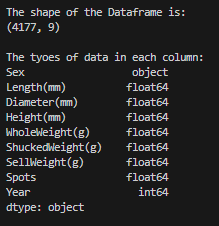 The shape of the Dataframe is:
(4177, 9)
The tyoes of data in each column:
Sex object
Length(mm) float64
Diameter(mm) float64
Height(mm) float64
WholeWeight(g) float64
ShuckedWeight(g) float64
SellWeight(g) float64
Spots float64
Year int64
dtype: object